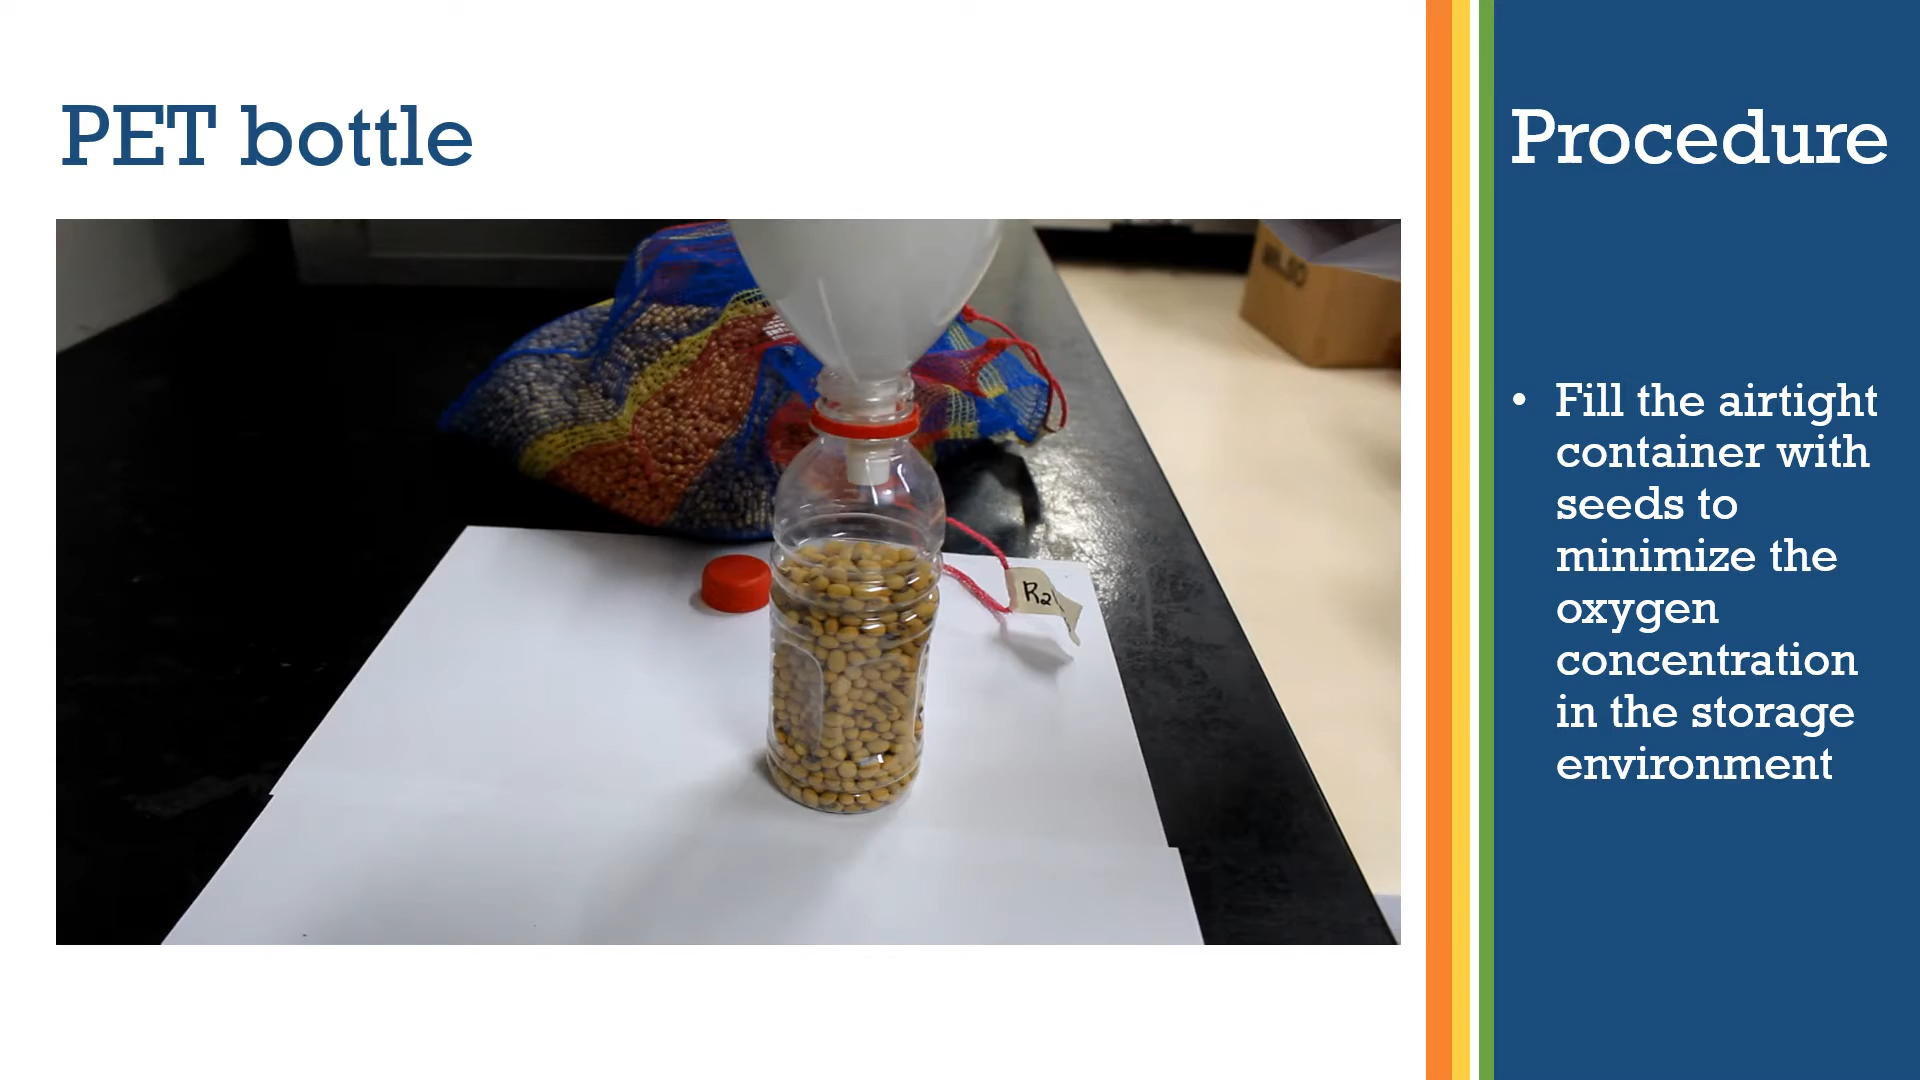 PET bottle
Procedure
• Fill the airtight
container with
seeds to
minimize the
oxygen
concentration
in the storage
environment
R2